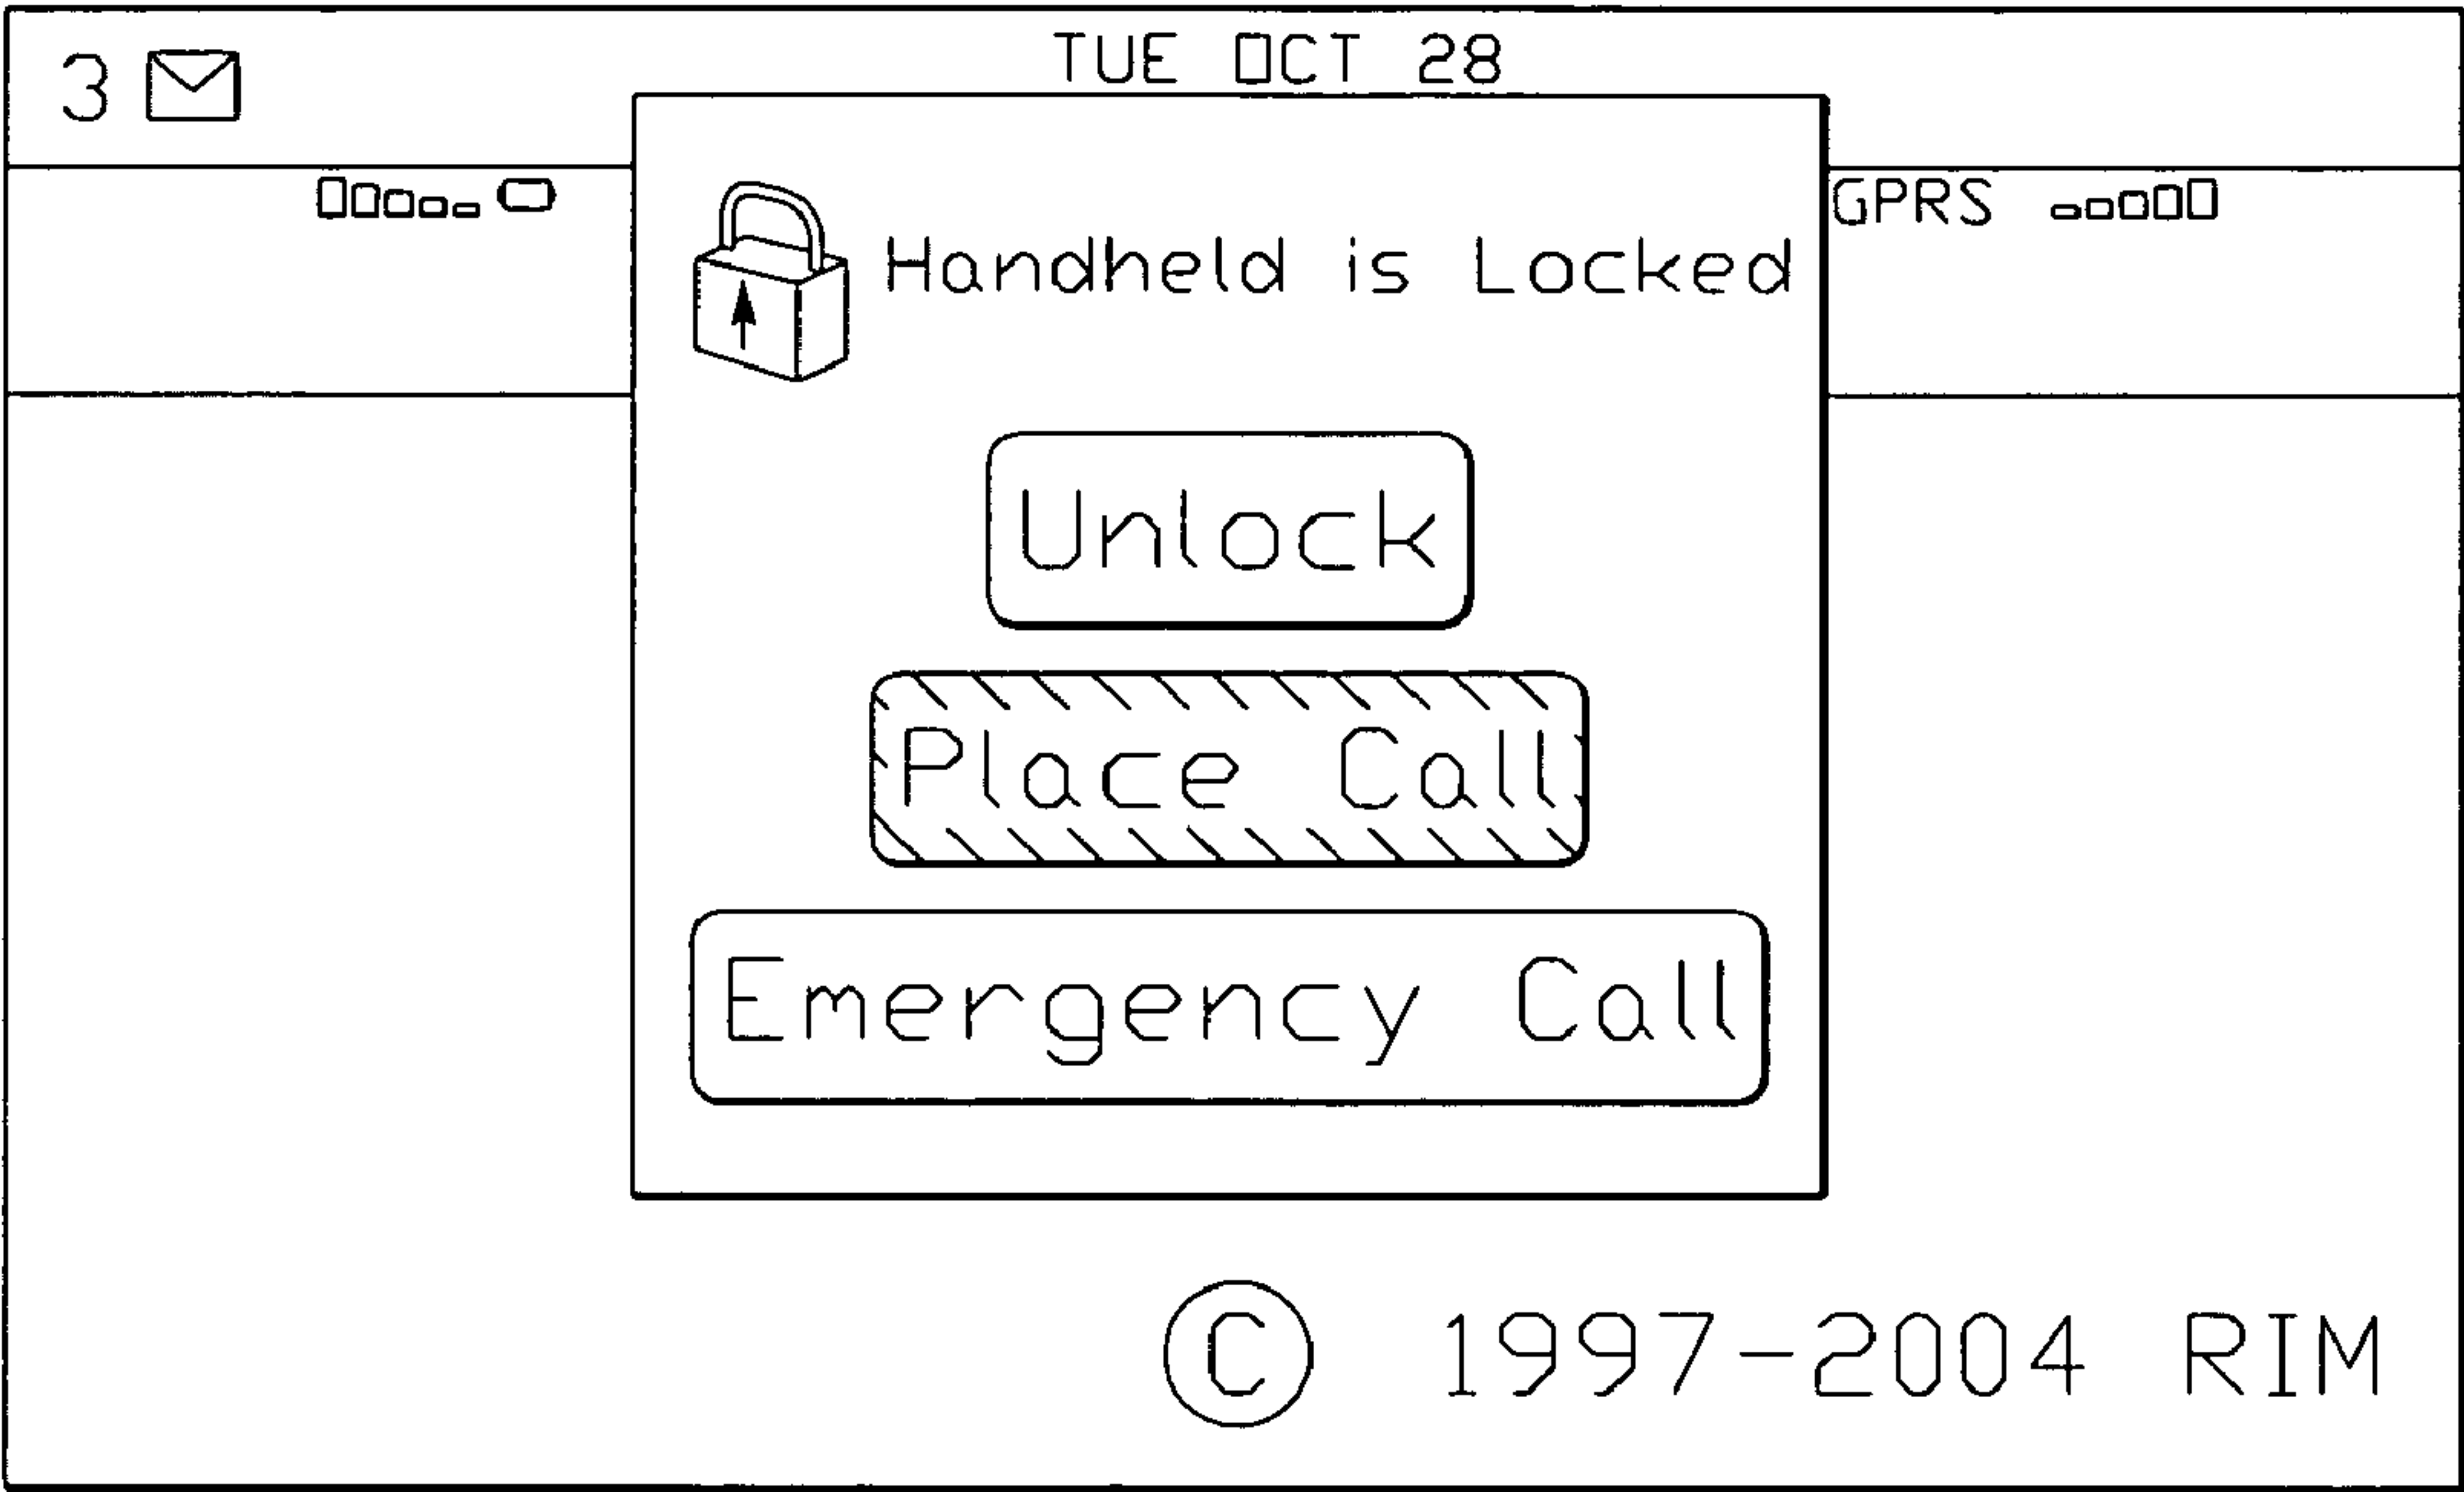 TUE OCT 28
3
GPRS
Handheld is Locked
Unlock
Place Call
Emergency Call
© 1997-2004 RIM